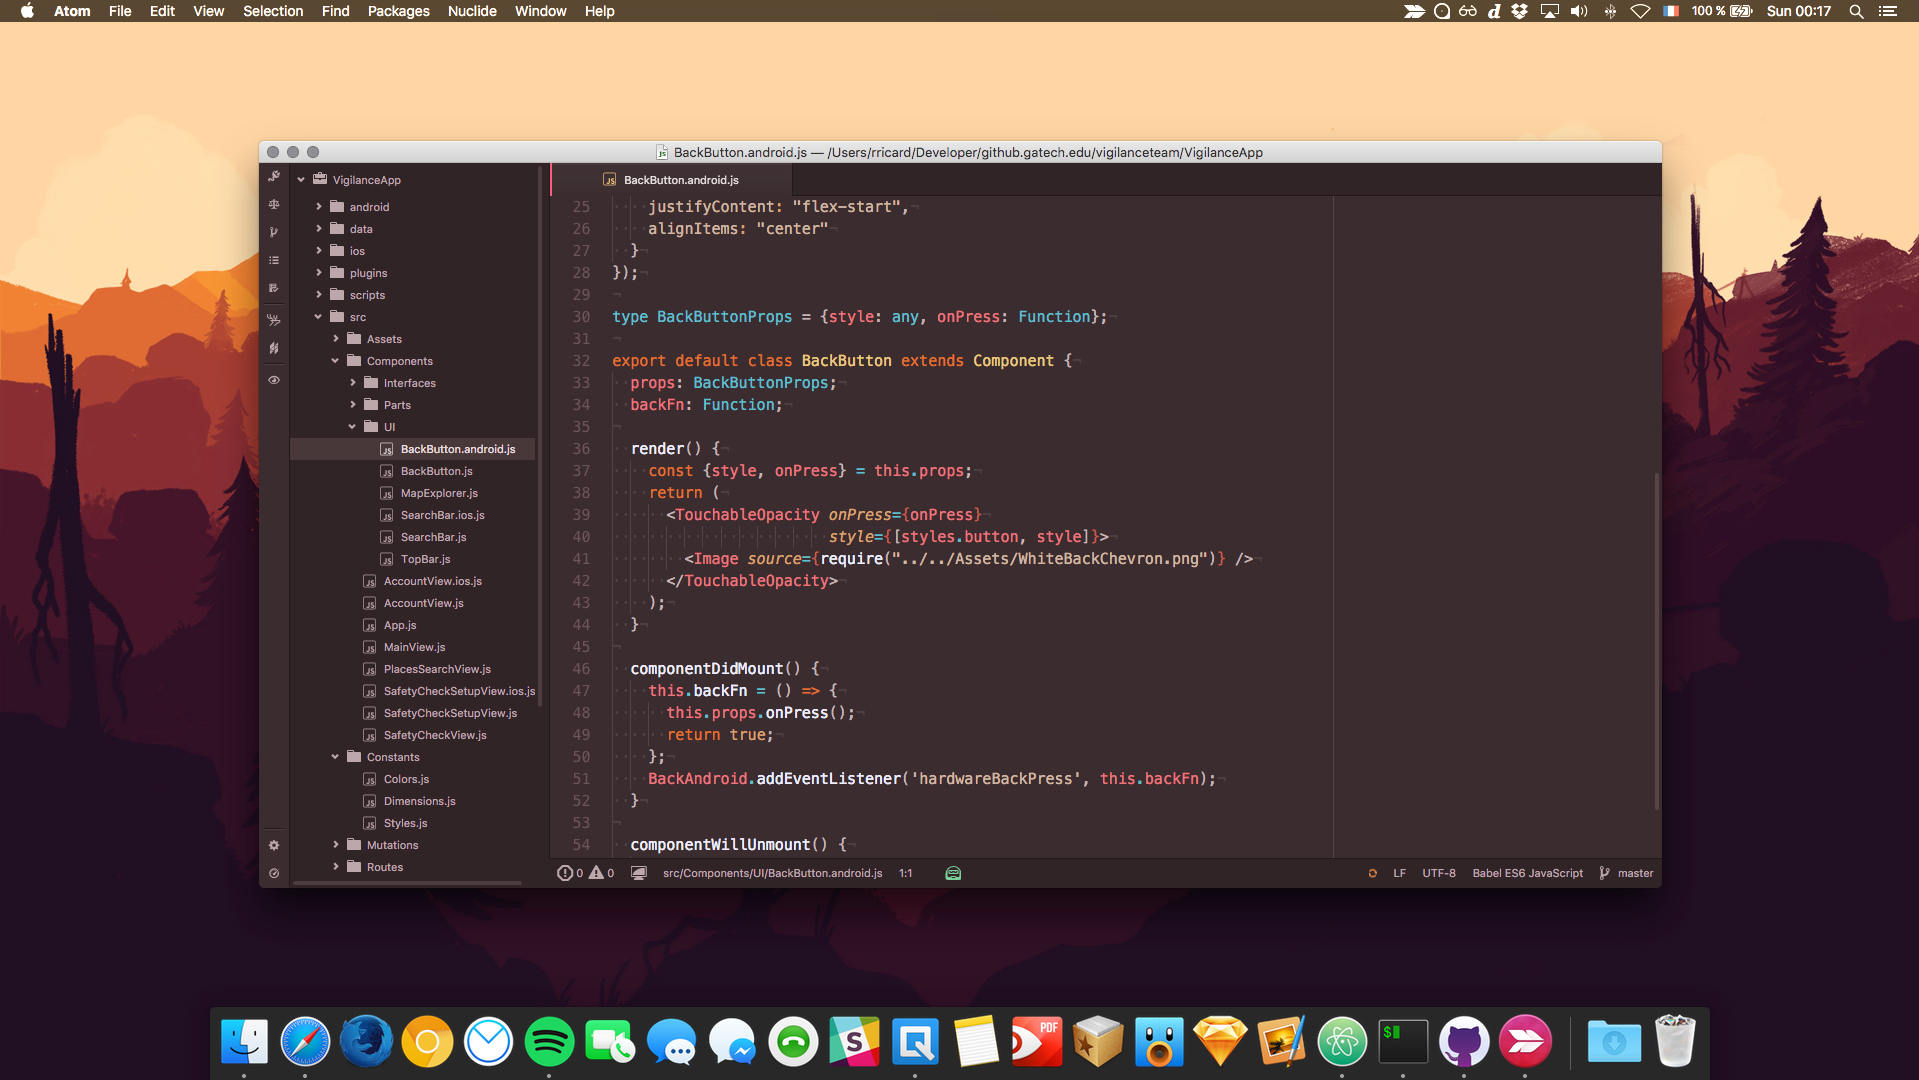 Atom File Edit View Selection Find Packages Nuclide Window Help
100 % Sun 00:17
BackButton.android.js — /Users/rricard/Developer/github.gatech.edu/vigilanceteam/VigilanceApp
VigilanceApp
android
data
ios
plugins
scripts
src
Assets
Components
Interfaces
Parts
UI
BackButton.android.js
BackButton.js
MapExplorer.js
SearchBar.ios.js
SearchBar.js
TopBar.js
AccountView.ios.js
AccountView.js
App.js
MainView.js
PlacesSearchView.js
SafetyCheckSetupView.ios.js
SafetyCheckSetupView.js
SafetyCheckView.js
Constants
Colors.js
Dimensions.js
Styles.js
Mutations
Routes
BackButton.android.js
25 justifyContent: "flex-start",
26 alignItems: "center"
27 }
28 });
29
30 type BackButtonProps = {style: any, onPress: Function};
31
32 export default class BackButton extends Component {
33 props: BackButtonProps;
34 backFn: Function;
35
36 render() {
37 const {style, onPress} = this.props;
38 return (
39 <TouchableOpacity onPress={onPress}
40 style={[styles.button, style]}>
41 <Image source={require("../../Assets/WhiteBackChevron.png")} />
42 </TouchableOpacity>
43 );
44 }
45
46 componentDidMount() {
47 this.backFn = () => {
48 this.props.onPress();
49 return true;
50 };
51 BackAndroid.addEventListener('hardwareBackPress', this.backFn);
52 }
53
54 componentWillUnmount() {
0 0 src/Components/UI/BackButton.android.js 1:1 LF UTF-8 Babel ES6 JavaScript master
S PDF $